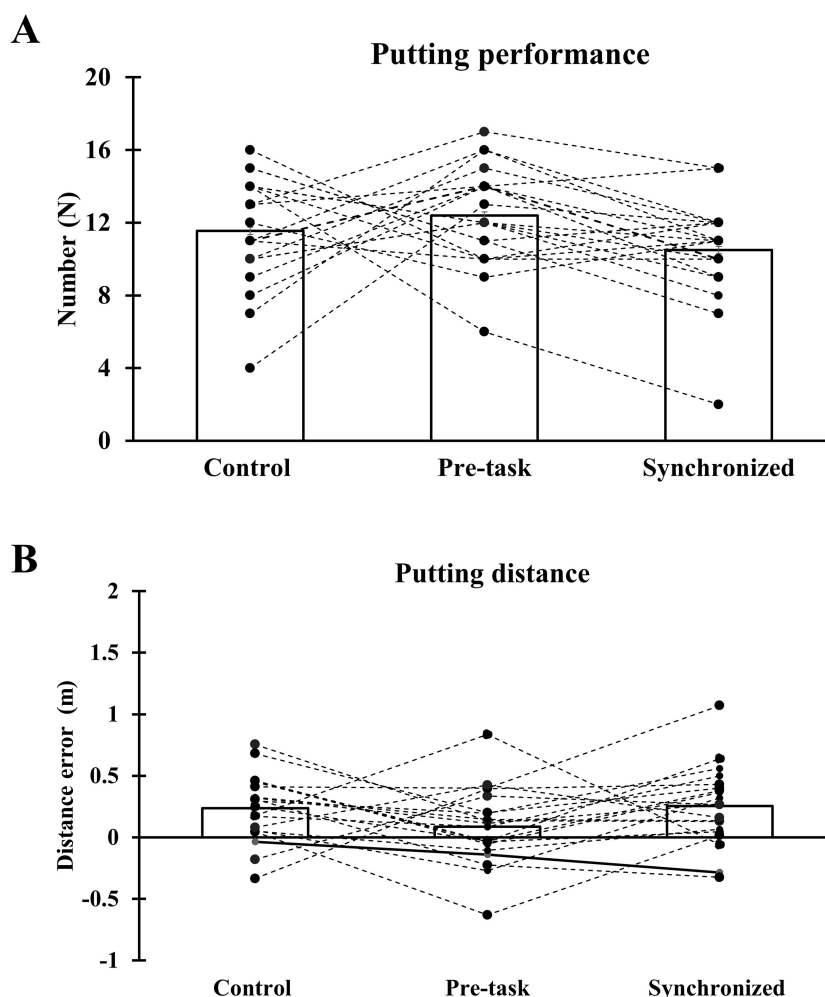 A
Putting performance
Number (N)
20
16
12
8
4
0
Control Pre-task Synchronized
B
Putting distance
Distance error (m)
2
1.5
1
0.5
0
-0.5
-1
Control Pre-task Synchronized